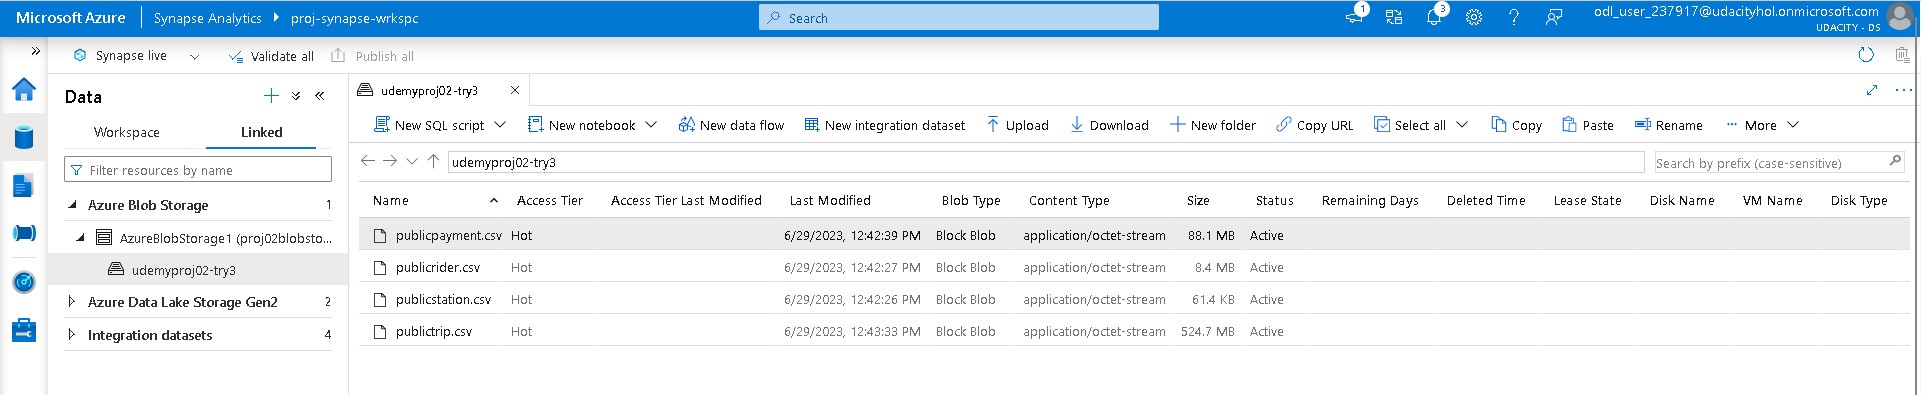 Microsoft Azure Synapse Analytics proj-synapse-wrkspc Search 1 3 odl_user_237917@udacityhol.onmicrosoft.com
UDACITY - DS
Synapse live Validate all Publish all
Data
Workspace Linked
Filter resources by name
Azure Blob Storage 1
AzureBlobStorage1 (proj02blobsto...
udemyproj02-try3
Azure Data Lake Storage Gen2 2
Integration datasets 4
udemyproj02-try3
New SQL script New notebook New data flow New integration dataset Upload Download New folder Copy URL Select all Copy Paste Rename More
udemyproj02-try3 Search by prefix (case-sensitive)
Name Access Tier Access Tier Last Modified Last Modified Blob Type Content Type Size Status Remaining Days Deleted Time Lease State Disk Name VM Name Disk Type
publicpayment.csv Hot 6/29/2023, 12:42:39 PM Block Blob application/octet-stream 88.1 MB Active
publicrider.csv Hot 6/29/2023, 12:42:27 PM Block Blob application/octet-stream 8.4 MB Active
publicstation.csv Hot 6/29/2023, 12:42:26 PM Block Blob application/octet-stream 61.4 KB Active
publictrip.csv Hot 6/29/2023, 12:43:33 PM Block Blob application/octet-stream 524.7 MB Active